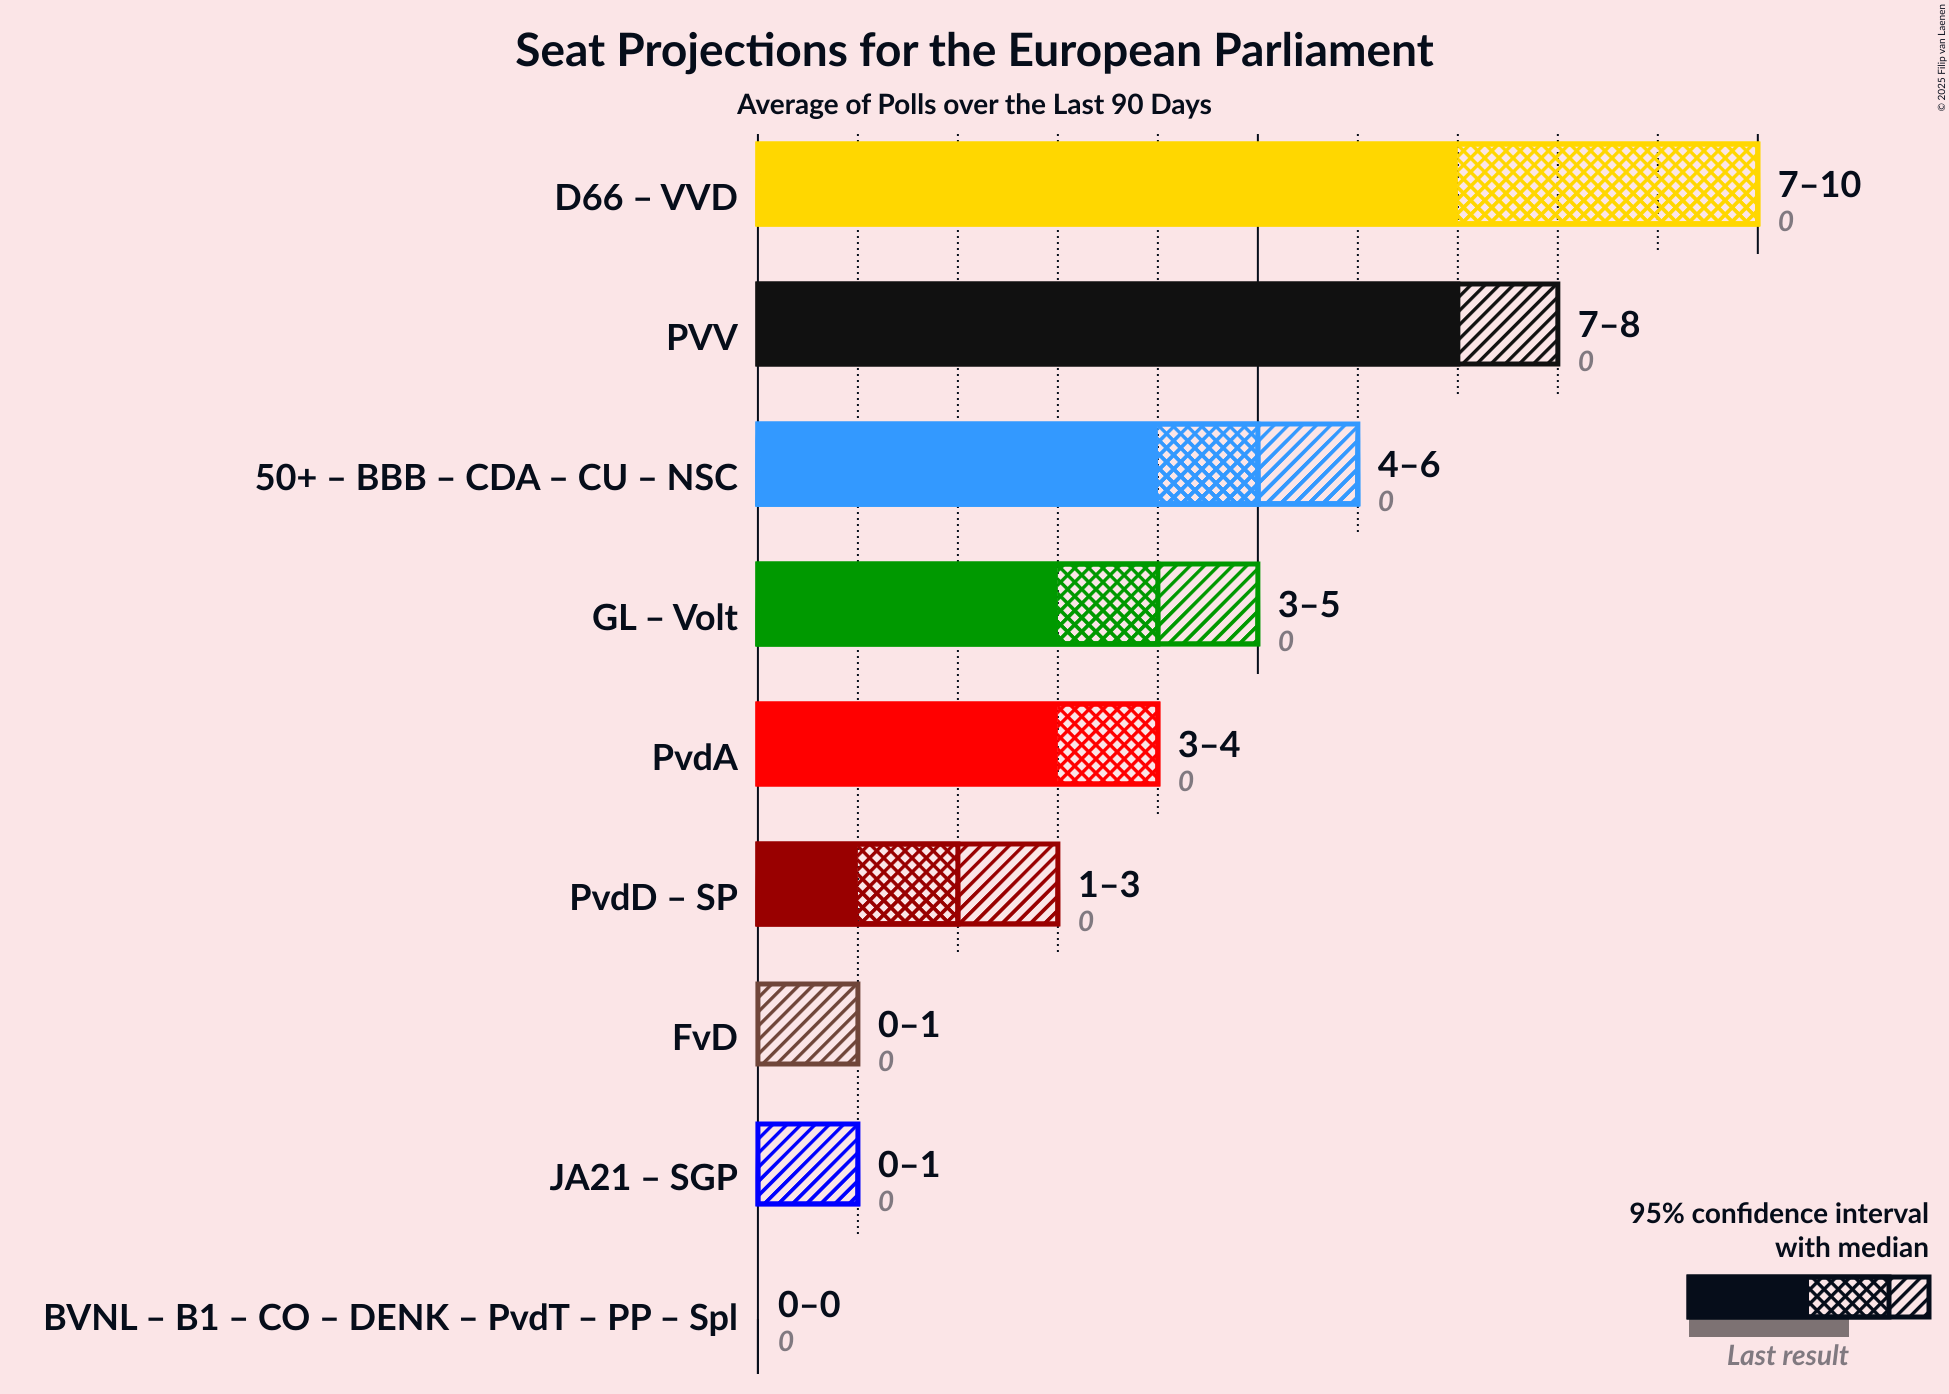 Seat Projections for the European Parliament
Average of Polls over the Last 90 Days
© 2025 Filip van Laenen
D66 – VVD
7–10
0
PVV
7–8
0
50+ – BBB – CDA – CU – NSC
4–6
0
GL – Volt
3–5
0
PvdA
3–4
0
PvdD – SP
1–3
0
FvD
0–1
0
JA21 – SGP
0–1
0
BVNL – B1 – CO – DENK – PvdT – PP – Spl
0–0
0
95% confidence interval
with median
Last result